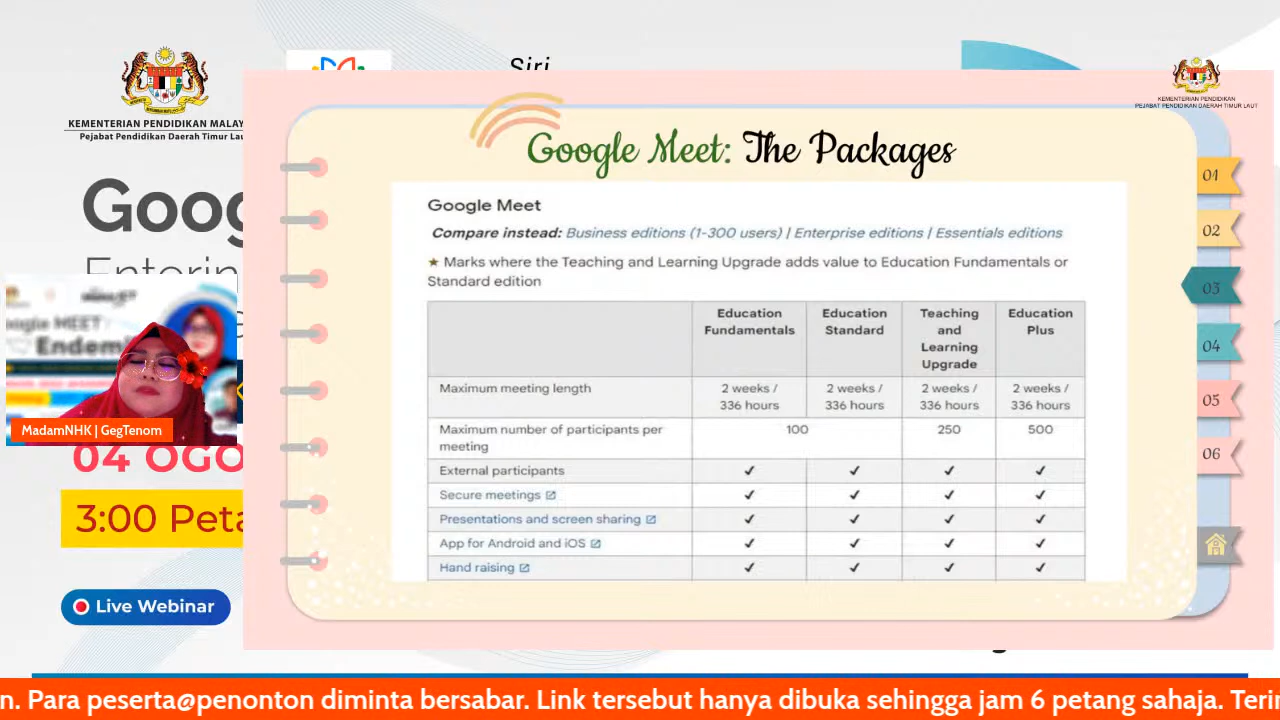 Siri
KEMENTERIAN PENDIDIKAN MALAY
Pejabat Pendidikan Daerah Timur Lau
KEMENTERIAN PENDIDIKAN
PEJABAT PENDIDIKAN DAERAH TIMUR LAUT
Goog
Enterin
Google Meet: The Packages
Google Meet
Compare instead: Business editions (1-300 users) | Enterprise editions | Essentials editions
★ Marks where the Teaching and Learning Upgrade adds value to Education Fundamentals or
Standard edition
Education Fundamentals Education Standard Teaching and Learning Upgrade Education Plus
Maximum meeting length 2 weeks / 336 hours 2 weeks / 336 hours 2 weeks / 336 hours 2 weeks / 336 hours
Maximum number of participants per meeting 100 250 500
External participants ✓ ✓ ✓ ✓
Secure meetings ✓ ✓ ✓ ✓
Presentations and screen sharing ✓ ✓ ✓ ✓
App for Android and iOS ✓ ✓ ✓ ✓
Hand raising ✓ ✓ ✓ ✓
01
02
03
04
05
06
oogle MEET
Endemi
MadamNHK | GegTenom
04 OGO
3:00 Peta
Live Webinar
n. Para peserta@penonton diminta bersabar. Link tersebut hanya dibuka sehingga jam 6 petang sahaja. Teri